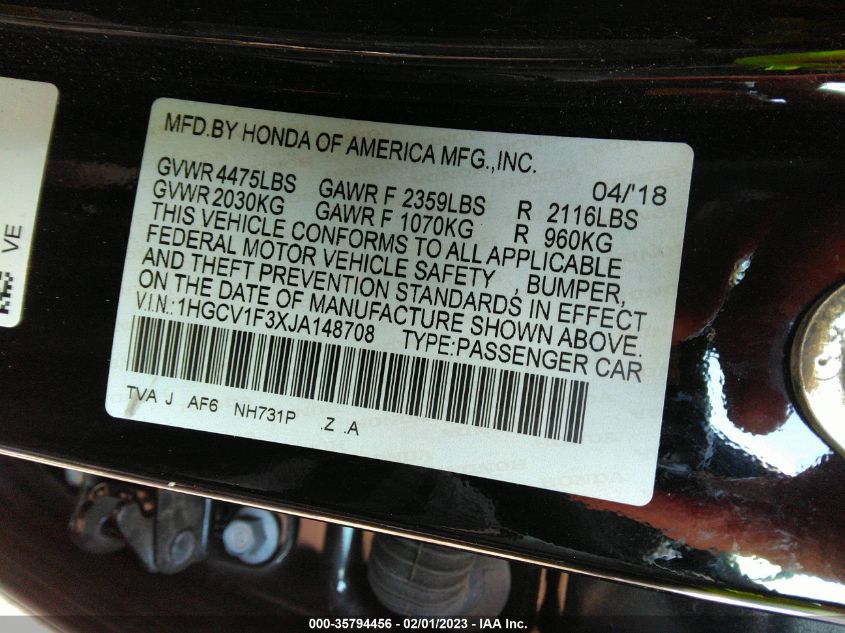 MFD.BY HONDA OF AMERICA MFG.,INC.
04/'18
GVWR 4475LBS GAWR F 2359LBS R 2116LBS
GVWR 2030KG GAWR F 1070KG R 960KG
THIS VEHICLE CONFORMS TO ALL APPLICABLE
FEDERAL MOTOR VEHICLE SAFETY , BUMPER,
AND THEFT PREVENTION STANDARDS IN EFFECT
ON THE DATE OF MANUFACTURE SHOWN ABOVE.
V.I.N.:1HGCV1F3XJA148708 TYPE:PASSENGER CAR
TVA J AF6 NH731P .Z .A
VE
000-35794456 - 02/01/2023 - IAA Inc.